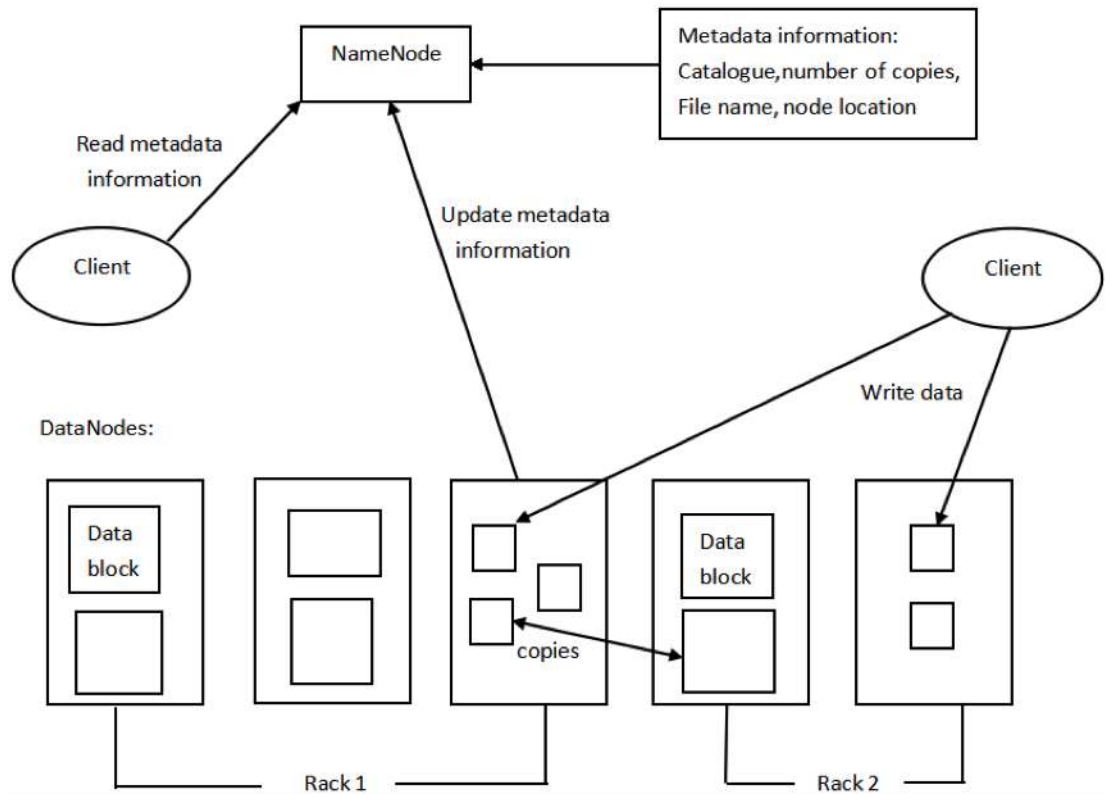 NameNode
Metadata information:
Catalogue,number of copies,
File name, node location
Read metadata
information
Update metadata
information
Client
Client
Write data
DataNodes:
Data
block
Data
block
copies
Rack 1
Rack 2